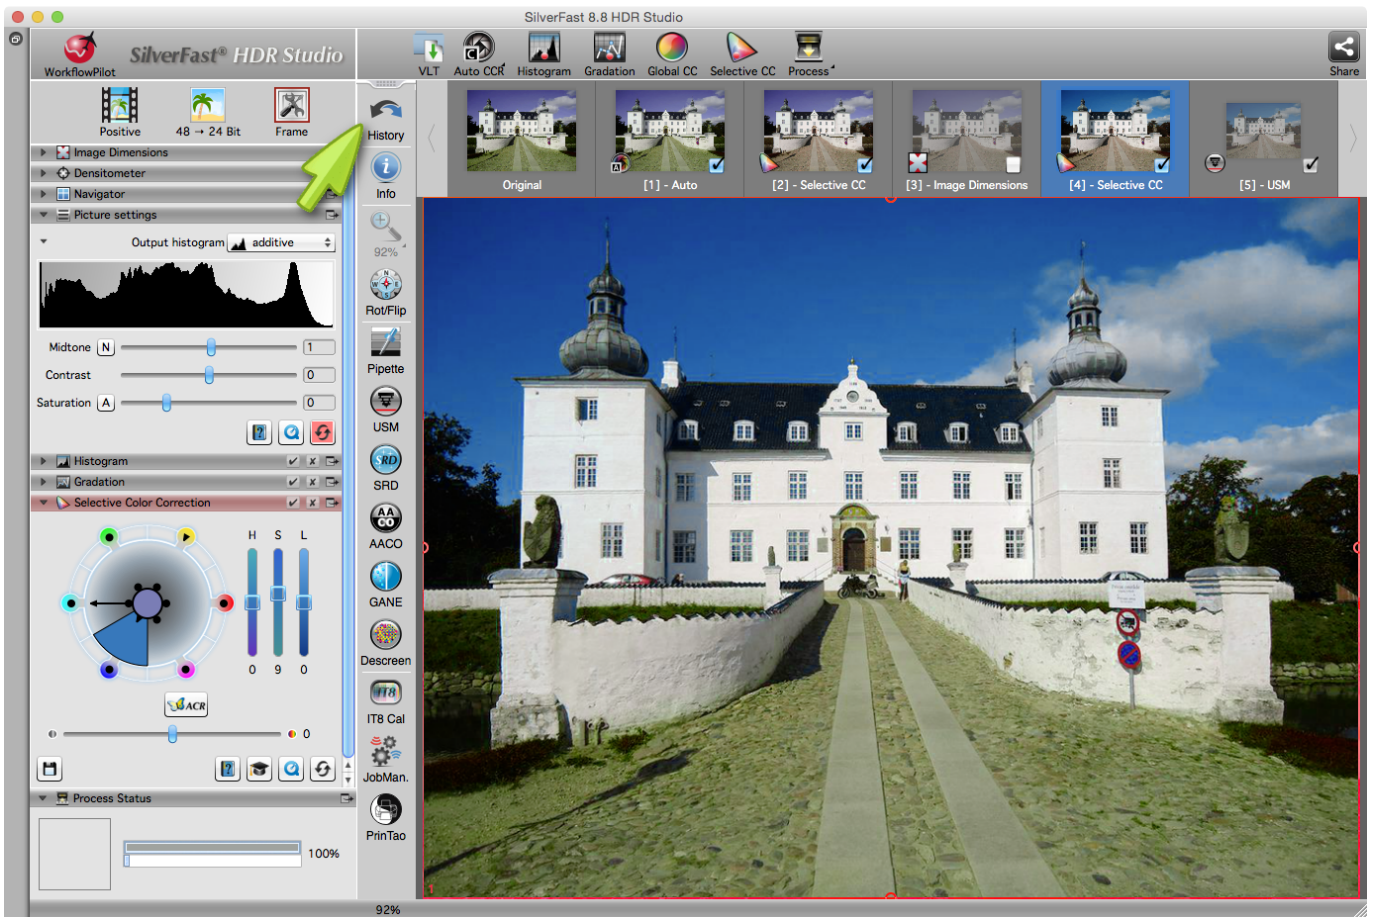 SilverFast 8.8 HDR Studio
WorkflowPilot
SilverFast® HDR Studio
VLT
Auto CCR
Histogram
Gradation
Global CC
Selective CC
Process
Share
Positive
48 → 24 Bit
Frame
Image Dimensions
Densitometer
Navigator
Picture settings
Output histogram
additive
Midtone
N
1
Contrast
0
Saturation
A
0
Histogram
Gradation
Selective Color Correction
H
S
L
0
9
0
ACR
0
Process Status
100%
History
Info
92%
Rot/Flip
Pipette
USM
SRD
SRD
AACO
AACO
GANE
Descreen
IT8
IT8 Cal
JobMan.
PrinTao
Original
[1] - Auto
[2] - Selective CC
[3] - Image Dimensions
[4] - Selective CC
[5] - USM
1
92%